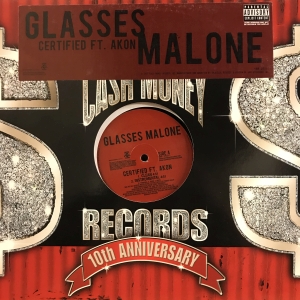 GLASSES
CERTIFIED FT. AKON
MALONE
PARENTAL
ADVISORY
EXPLICIT CONTENT
CASH MONEY
GLASSES MALONE
CERTIFIED FT. AKON
RECORDS
10th ANNIVERSARY